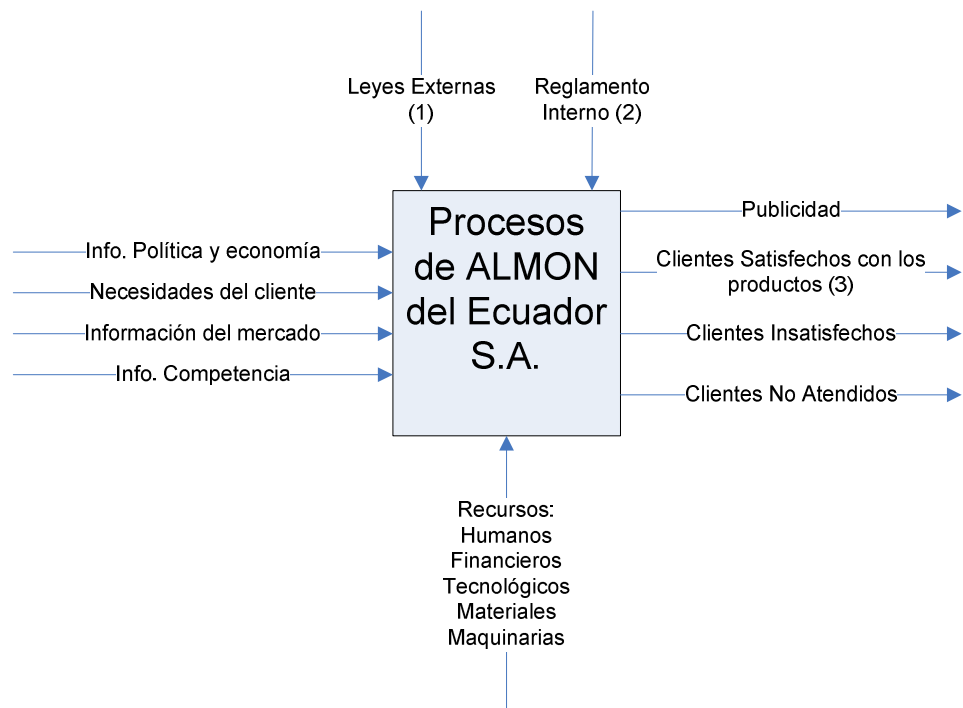 Leyes Externas
(1)
Reglamento
Interno (2)
Info. Política y economía
Necesidades del cliente
Información del mercado
Info. Competencia
Procesos
de ALMON
del Ecuador
S.A.
Publicidad
Clientes Satisfechos con los
productos (3)
Clientes Insatisfechos
Clientes No Atendidos
Recursos:
Humanos
Financieros
Tecnológicos
Materiales
Maquinarias